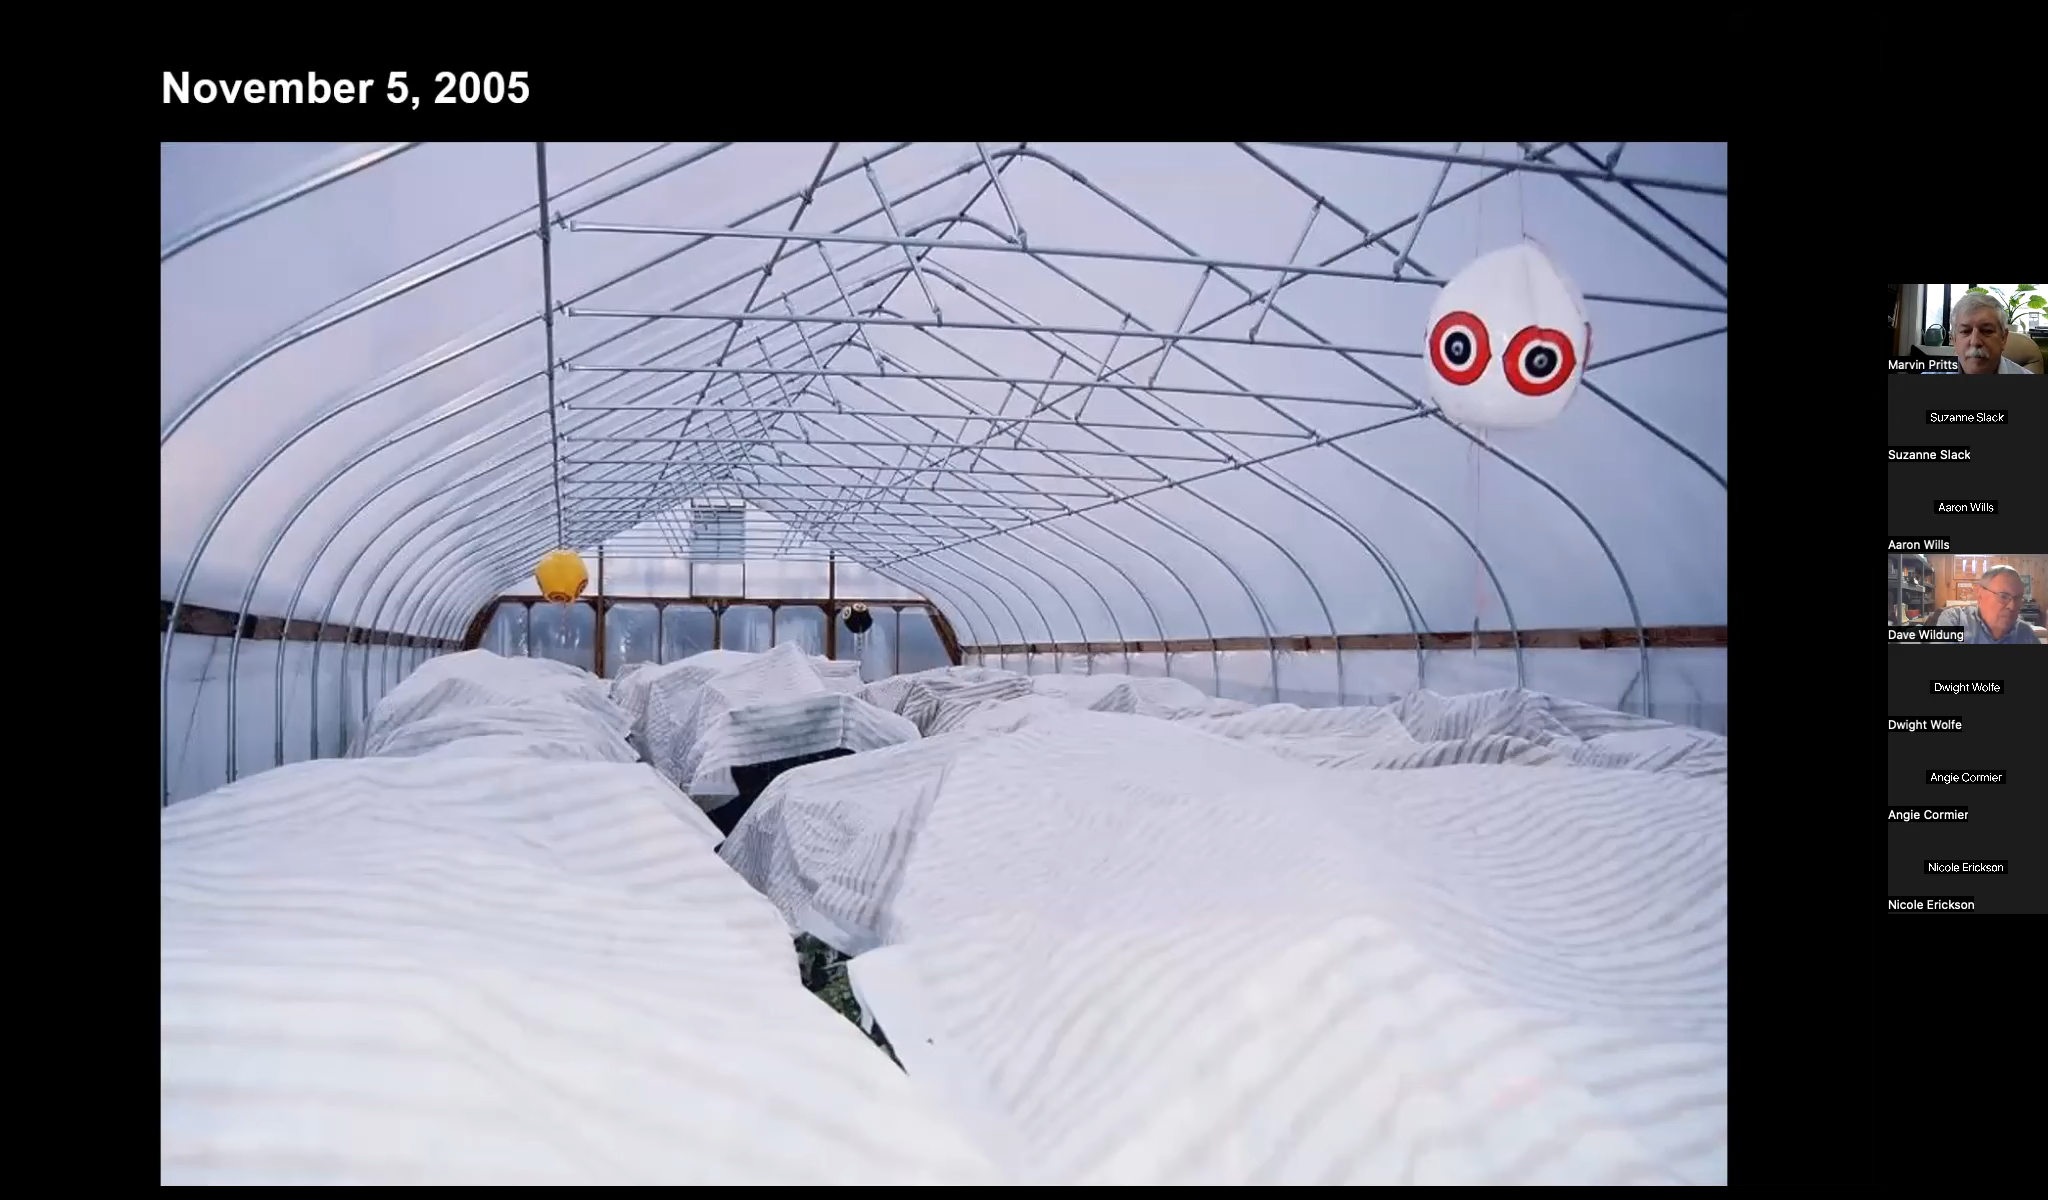 November 5, 2005
Marvin Pritts
Suzanne Slack
Suzanne Slack
Aaron Wills
Aaron Wills
Dave Wildung
Dwight Wolfe
Dwight Wolfe
Angie Cormier
Angie Cormier
Nicole Erickson
Nicole Erickson